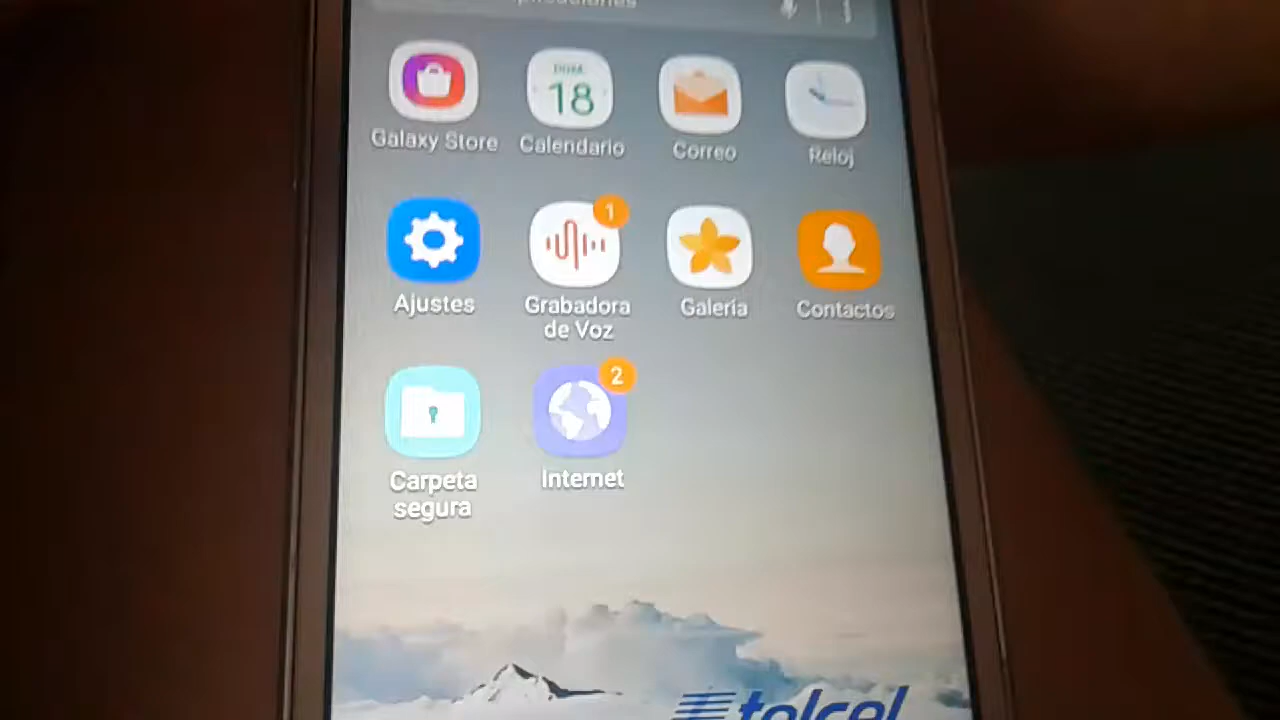 Galaxy Store
DOM.
18
Calendario
Correo
Reloj
Ajustes
1
Grabadora
de Voz
Galería
Contactos
Carpeta
segura
2
Internet
telcel